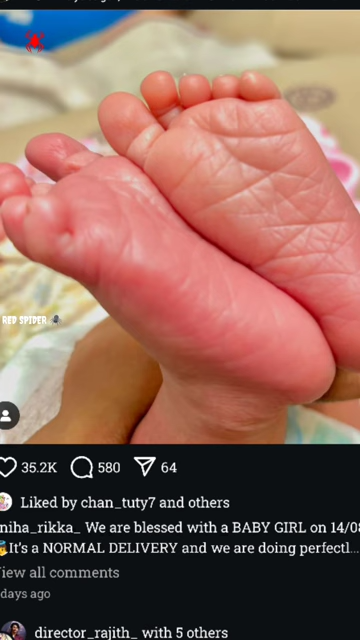 RED SPIDER
35.2K 580 64
Liked by chan_tuty7 and others
niha_rikka_ We are blessed with a BABY GIRL on 14/0
It's a NORMAL DELIVERY and we are doing perfectl...
iew all comments
days ago
director_rajith_ with 5 others